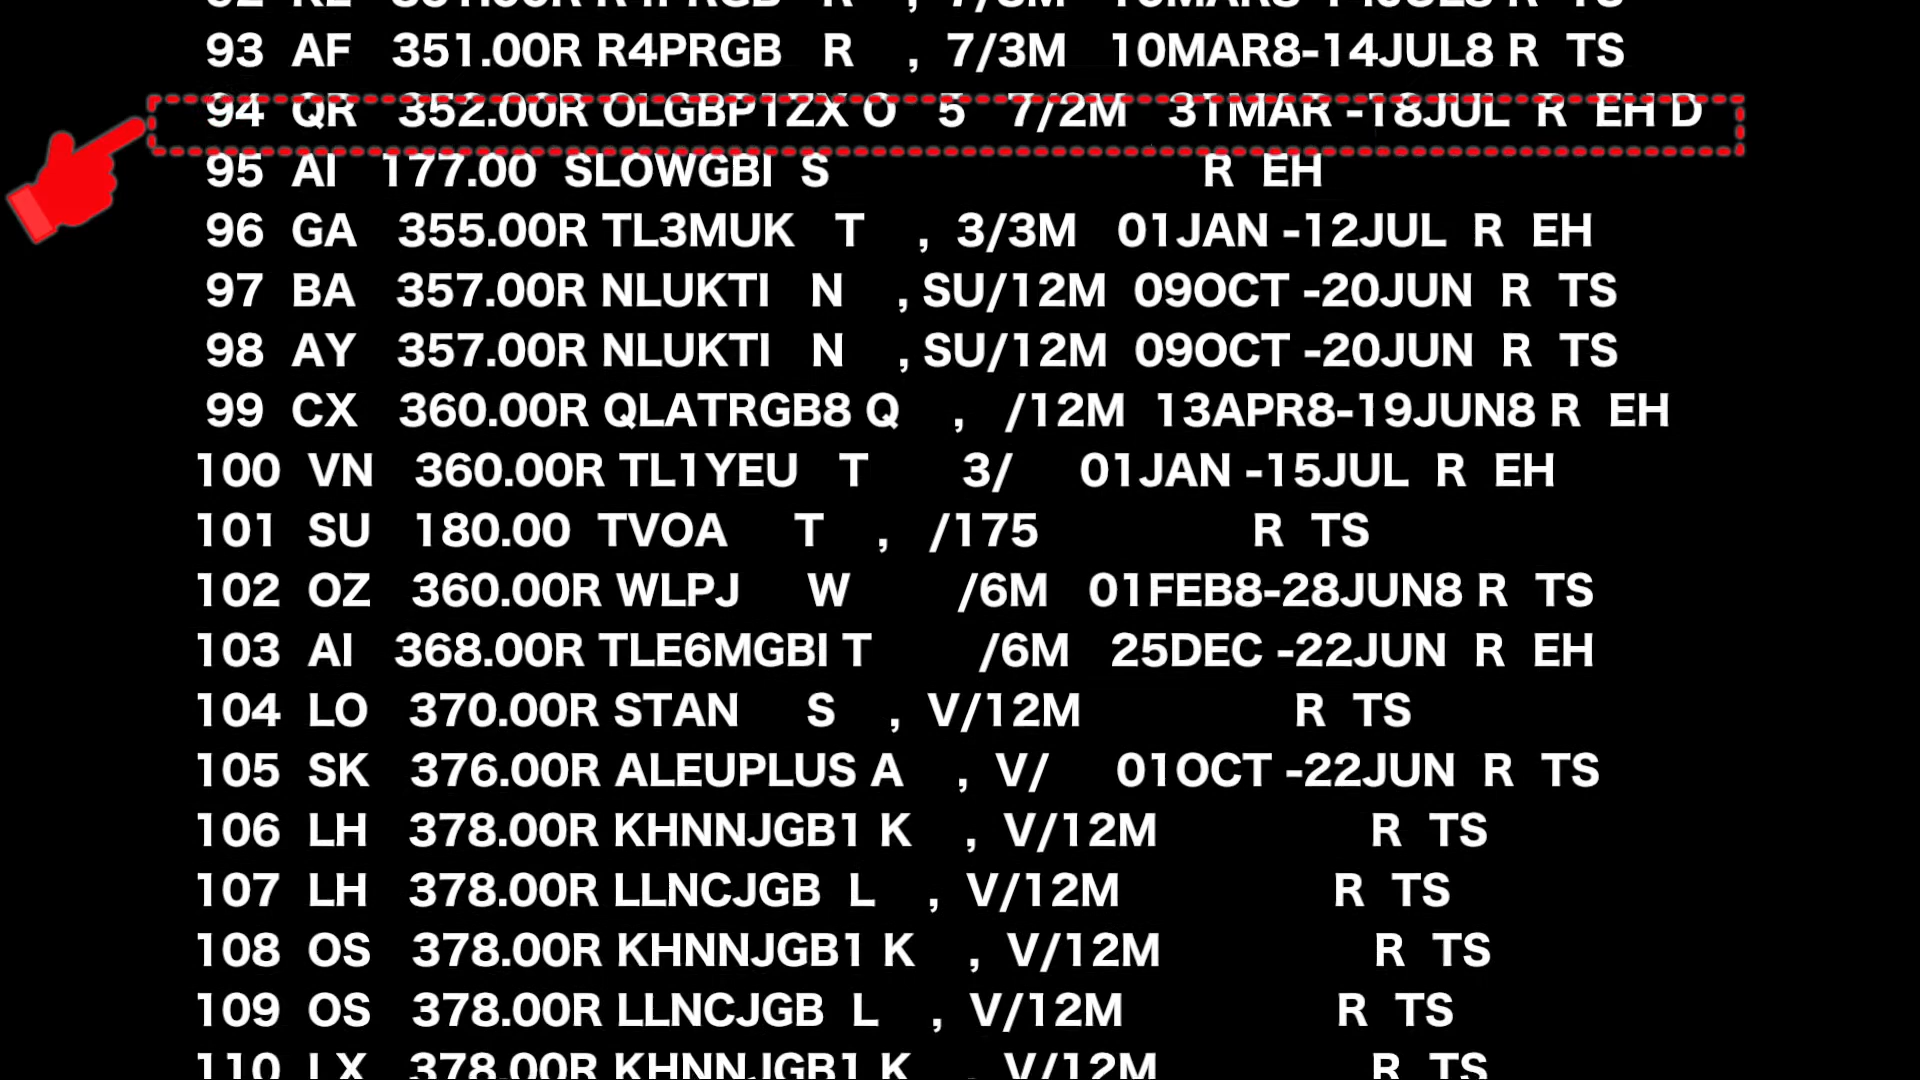 93 AF 351.00R R4PRGB R , 7/3M 10MAR8-14JUL8 R TS
94 QR 352.00R OLGBP1ZX O 5 7/2M 31MAR -18JUL R EH D
95 AI 177.00 SLOWGBI S R EH
96 GA 355.00R TL3MUK T , 3/3M 01JAN -12JUL R EH
97 BA 357.00R NLUKTI N , SU/12M 09OCT -20JUN R TS
98 AY 357.00R NLUKTI N , SU/12M 09OCT -20JUN R TS
99 CX 360.00R QLATRGB8 Q , /12M 13APR8-19JUN8 R EH
100 VN 360.00R TL1YEU T 3/ 01JAN -15JUL R EH
101 SU 180.00 TVOA T , /175 R TS
102 OZ 360.00R WLPJ W /6M 01FEB8-28JUN8 R TS
103 AI 368.00R TLE6MGBI T /6M 25DEC -22JUN R EH
104 LO 370.00R STAN S , V/12M R TS
105 SK 376.00R ALEUPLUS A , V/ 01OCT -22JUN R TS
106 LH 378.00R KHNNJGB1 K , V/12M R TS
107 LH 378.00R LLNCJGB L , V/12M R TS
108 OS 378.00R KHNNJGB1 K , V/12M R TS
109 OS 378.00R LLNCJGB L , V/12M R TS
110 LX 378.00R KHNNJGB1 K , V/12M R TS